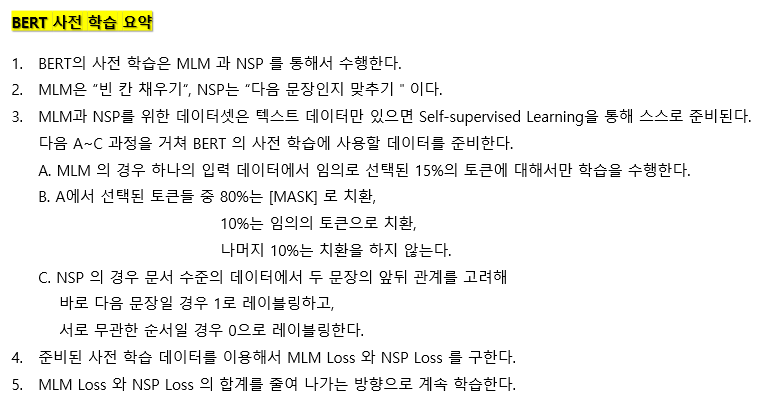 BERT 사전 학습 요약
1. BERT의 사전 학습은 MLM 과 NSP 를 통해서 수행한다.
2. MLM은 “빈 칸 채우기“, NSP는 “다음 문장인지 맞추기 “ 이다.
3. MLM과 NSP를 위한 데이터셋은 텍스트 데이터만 있으면 Self-supervised Learning을 통해 스스로 준비된다.
다음 A~C 과정을 거쳐 BERT 의 사전 학습에 사용할 데이터를 준비한다.
A. MLM 의 경우 하나의 입력 데이터에서 임의로 선택된 15%의 토큰에 대해서만 학습을 수행한다.
B. A에서 선택된 토큰들 중 80%는 [MASK] 로 치환,
10%는 임의의 토큰으로 치환,
나머지 10%는 치환을 하지 않는다.
C. NSP 의 경우 문서 수준의 데이터에서 두 문장의 앞뒤 관계를 고려해
바로 다음 문장일 경우 1로 레이블링하고,
서로 무관한 순서일 경우 0으로 레이블링한다.
4. 준비된 사전 학습 데이터를 이용해서 MLM Loss 와 NSP Loss 를 구한다.
5. MLM Loss 와 NSP Loss 의 합계를 줄여 나가는 방향으로 계속 학습한다.